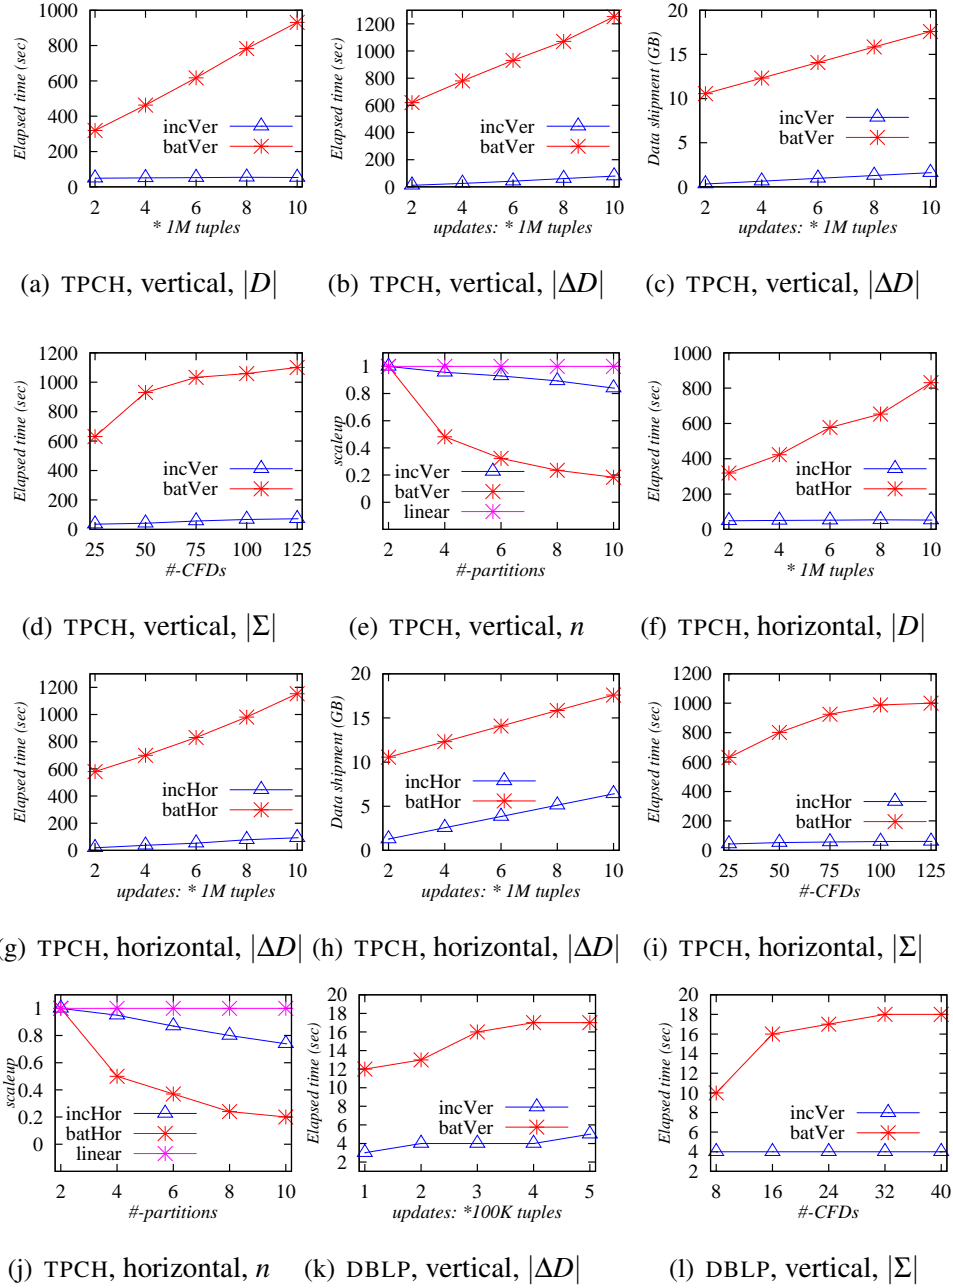 1000
800
600
400
200
0
Elapsed time (sec)
incVer
batVer
2 4 6 8 10
* 1M tuples
(a) TPCH, vertical, |D|
1200
1000
800
600
400
200
0
Elapsed time (sec)
incVer
batVer
2 4 6 8 10
updates: * 1M tuples
(b) TPCH, vertical, |ΔD|
20
15
10
5
0
Data shipment (GB)
incVer
batVer
2 4 6 8 10
updates: * 1M tuples
(c) TPCH, vertical, |ΔD|
1200
1000
800
600
400
200
0
Elapsed time (sec)
incVer
batVer
25 50 75 100 125
#-CFDs
(d) TPCH, vertical, |Σ|
1
0.8
0.6
0.4
0.2
0
scaleup
incVer
batVer
linear
2 4 6 8 10
#-partitions
(e) TPCH, vertical, n
1000
800
600
400
200
0
Elapsed time (sec)
incHor
batHor
2 4 6 8 10
* 1M tuples
(f) TPCH, horizontal, |D|
1200
1000
800
600
400
200
0
Elapsed time (sec)
incHor
batHor
2 4 6 8 10
updates: * 1M tuples
(g) TPCH, horizontal, |ΔD|
20
15
10
5
0
Data shipment (GB)
incHor
batHor
2 4 6 8 10
updates: * 1M tuples
(h) TPCH, horizontal, |ΔD|
1200
1000
800
600
400
200
0
Elapsed time (sec)
incHor
batHor
25 50 75 100 125
#-CFDs
(i) TPCH, horizontal, |Σ|
1
0.8
0.6
0.4
0.2
0
scaleup
incHor
batHor
linear
2 4 6 8 10
#-partitions
(j) TPCH, horizontal, n
20
18
16
14
12
10
8
6
4
2
Elapsed time (sec)
incVer
batVer
1 2 3 4 5
updates: *100K tuples
(k) DBLP, vertical, |ΔD|
20
18
16
14
12
10
8
6
4
2
Elapsed time (sec)
incVer
batVer
8 16 24 32 40
#-CFDs
(l) DBLP, vertical, |Σ|